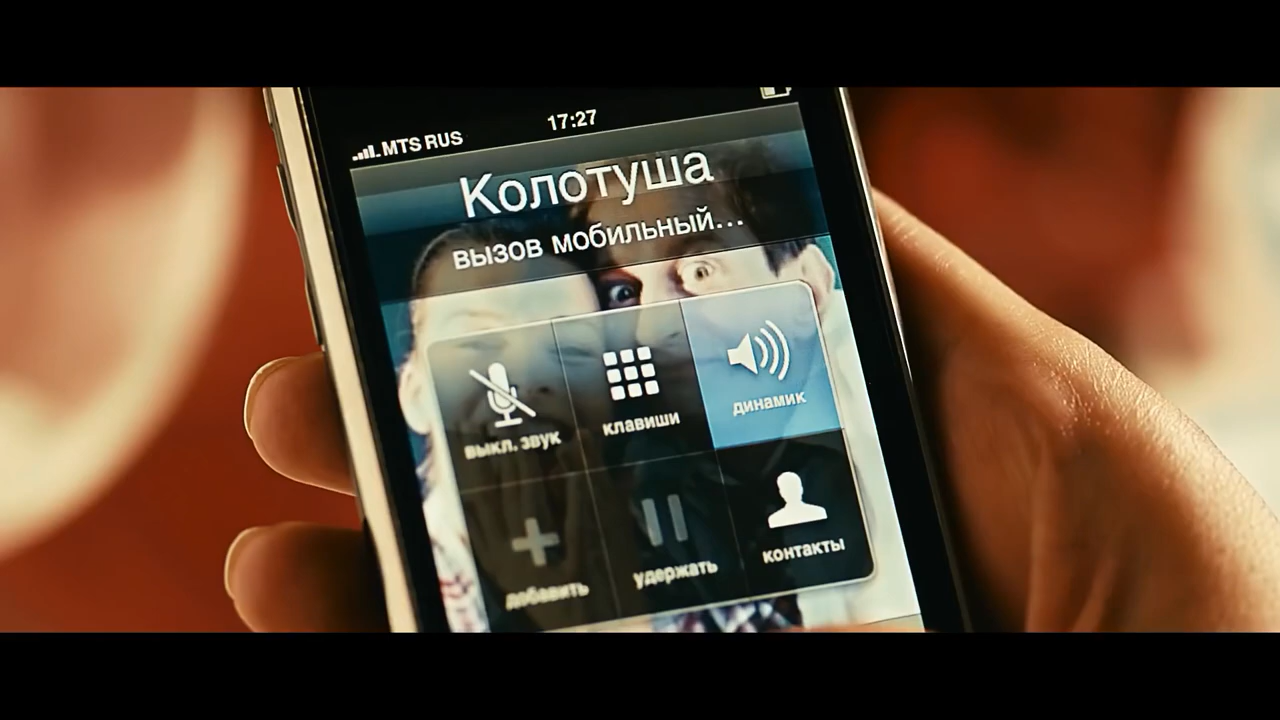 MTS RUS 17:27
Колотуша
вызов мобильный...
выкл. звук клавиши динамик
добавить удержать контакты